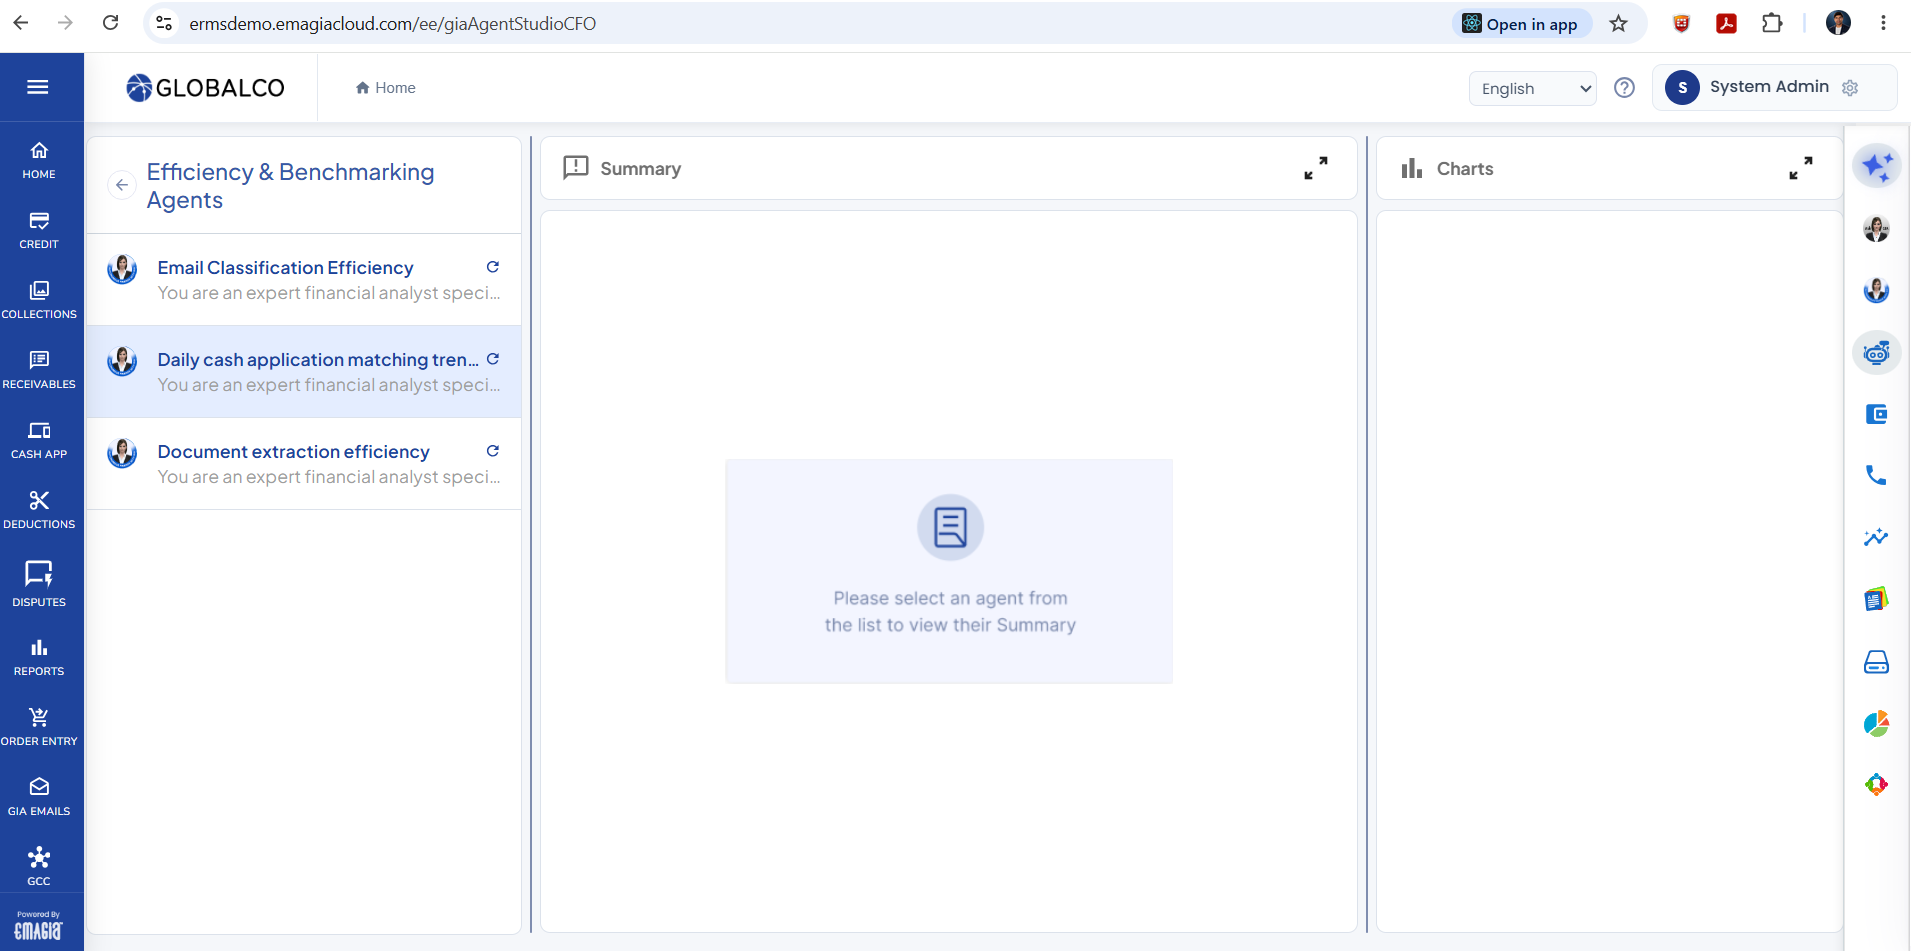 ermsdemo.emagiacloud.com/ee/giaAgentStudioCFO
Open in app
GLOBALCO
Home
English
S
System Admin
HOME
CREDIT
COLLECTIONS
RECEIVABLES
CASH APP
DEDUCTIONS
DISPUTES
REPORTS
ORDER ENTRY
GIA EMAILS
GCC
Powered By
EMAGIA
Efficiency & Benchmarking
Agents
Email Classification Efficiency
You are an expert financial analyst speci...
Daily cash application matching tren...
You are an expert financial analyst speci...
Document extraction efficiency
You are an expert financial analyst speci...
Summary
Please select an agent from
the list to view their Summary
Charts